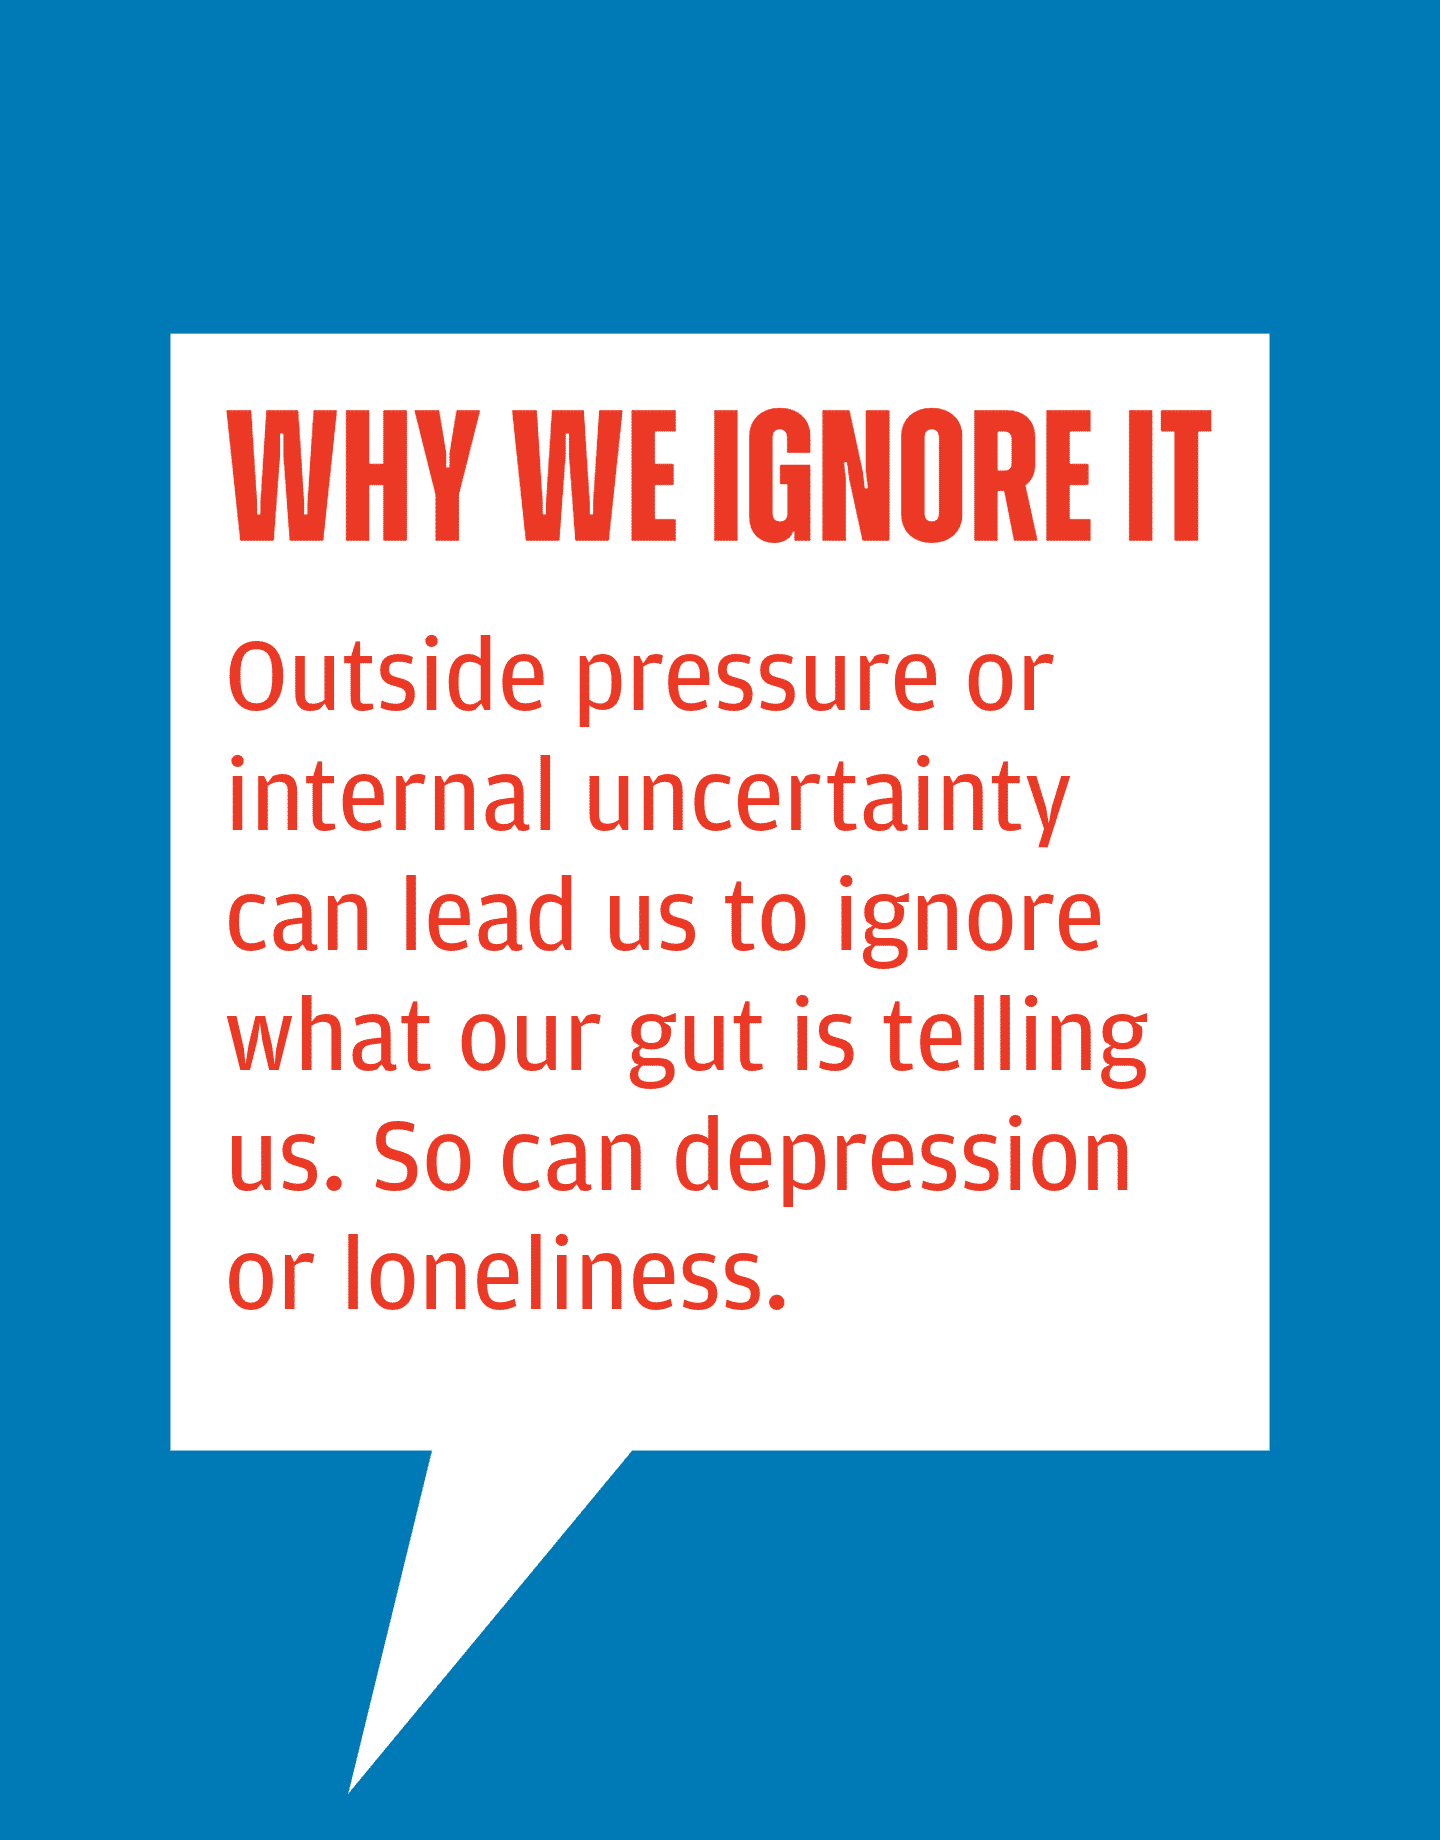 WHY WE IGNORE IT
Outside pressure or
internal uncertainty
can lead us to ignore
what our gut is telling
us. So can depression
or loneliness.